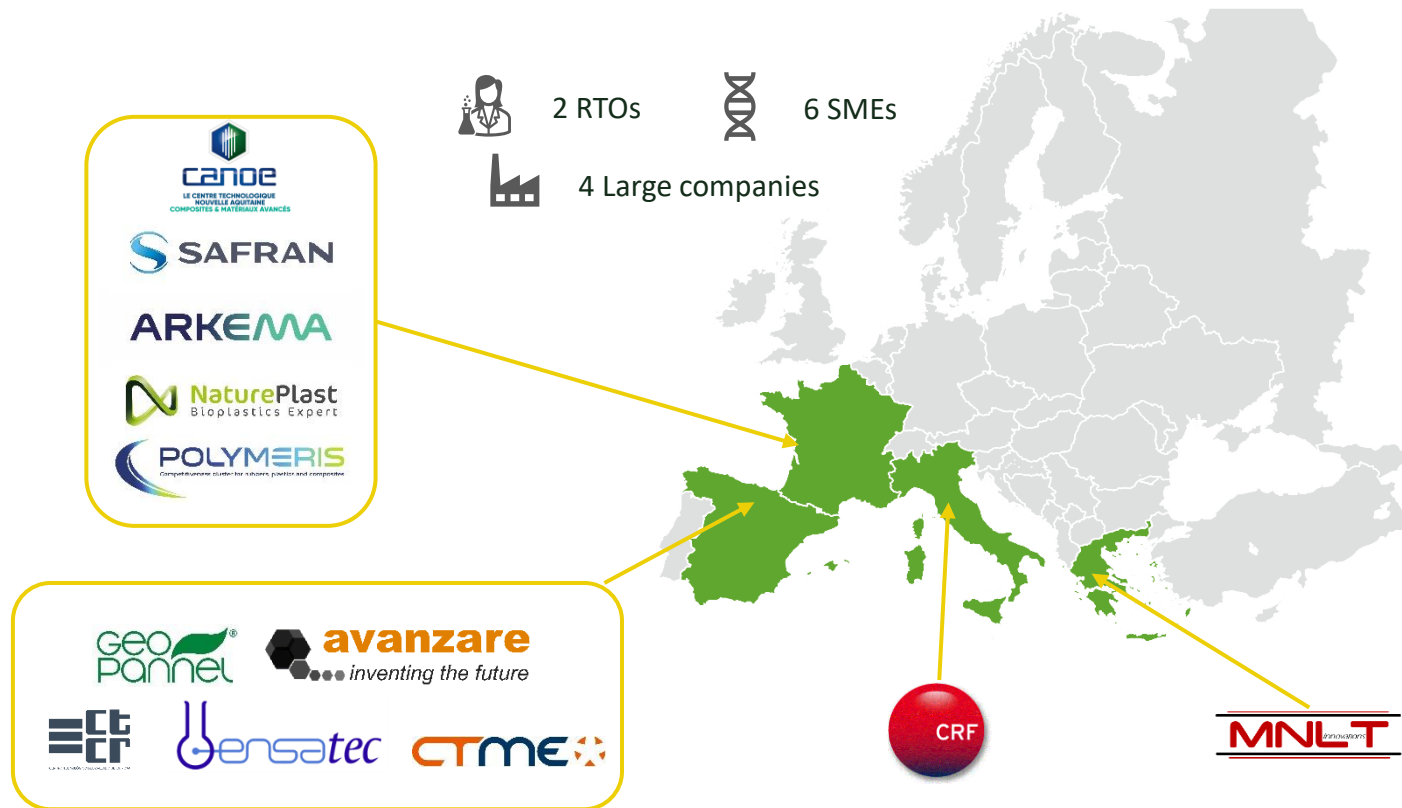 2 RTOs
6 SMEs
4 Large companies
canoe
LE CENTRE TECHNOLOGIQUE
NOUVELLE AQUITAINE
COMPOSITES & MATÉRIAUX AVANCÉS
SAFRAN
ARKEMA
NaturePlast
Bioplastics Expert
POLYMERIS
Competitiveness cluster for rubbers, plastics and composites
GEO
PANNEL®
avanzare
inventing the future
CtCr
sensatec
CTME
CRF
MNLT
innovations